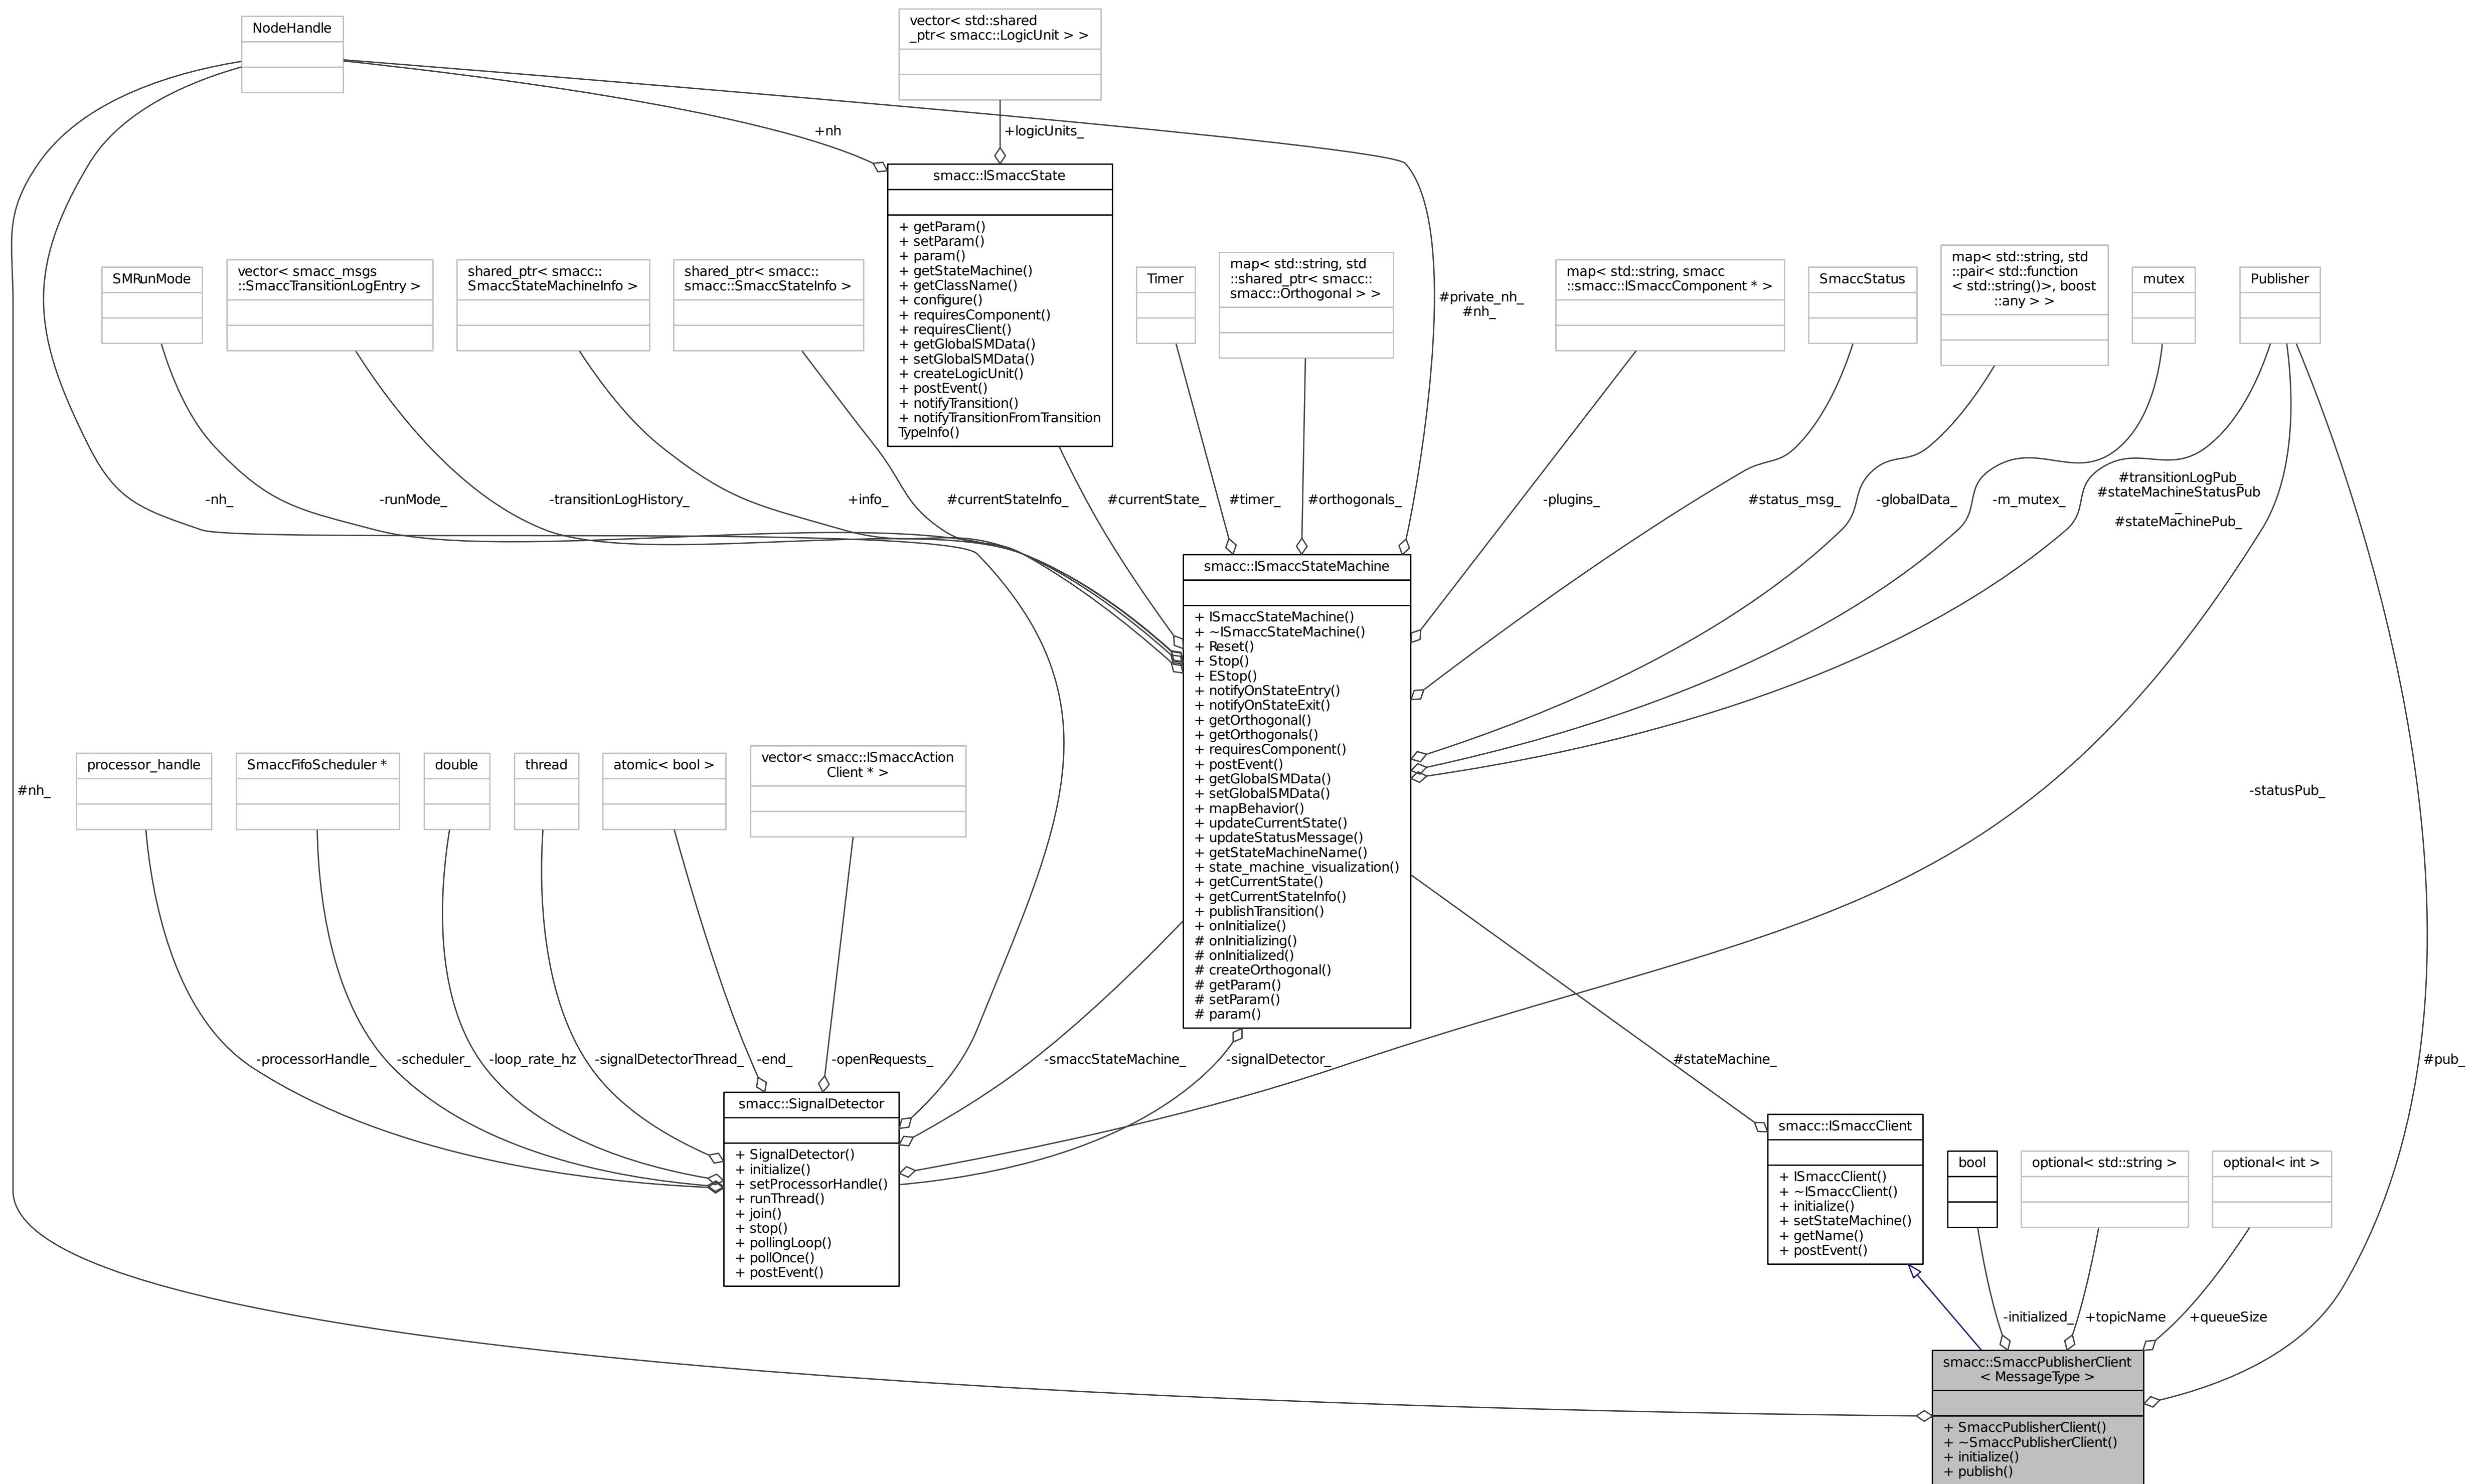 NodeHandle
vector< std::shared
_ptr< smacc::LogicUnit > >
+nh
+logicUnits_
smacc::ISmaccState
+ getParam()
+ setParam()
+ param()
+ getStateMachine()
+ getClassName()
+ configure()
+ requiresComponent()
+ requiresClient()
+ getGlobalSMData()
+ setGlobalSMData()
+ createLogicUnit()
+ postEvent()
+ notifyTransition()
+ notifyTransitionFromTransition
TypeInfo()
SMRunMode
vector< smacc_msgs
::SmaccTransitionLogEntry >
shared_ptr< smacc::
SmaccStateMachineInfo >
shared_ptr< smacc::
smacc::SmaccStateInfo >
Timer
map< std::string, std
::shared_ptr< smacc::
smacc::Orthogonal > >
#private_nh_
#nh_
map< std::string, smacc
::smacc::ISmaccComponent * >
SmaccStatus
map< std::string, std
::pair< std::function
< std::string()>, boost
::any > >
mutex
Publisher
-nh_
-runMode_
-transitionLogHistory_
+info_
#currentStateInfo_
#currentState_
#timer_
#orthogonals_
-plugins_
#status_msg_
-globalData_
-m_mutex_
#transitionLogPub_
#stateMachineStatusPub
_
#stateMachinePub_
smacc::ISmaccStateMachine
+ ISmaccStateMachine()
+ ~ISmaccStateMachine()
+ Reset()
+ Stop()
+ EStop()
+ notifyOnStateEntry()
+ notifyOnStateExit()
+ getOrthogonal()
+ getOrthogonals()
+ requiresComponent()
+ postEvent()
+ getGlobalSMData()
+ setGlobalSMData()
+ mapBehavior()
+ updateCurrentState()
+ updateStatusMessage()
+ getStateMachineName()
+ state_machine_visualization()
+ getCurrentState()
+ getCurrentStateInfo()
+ publishTransition()
+ onInitialize()
# onInitializing()
# onInitialized()
# createOrthogonal()
# getParam()
# setParam()
# param()
#nh_
processor_handle
SmaccFifoScheduler *
double
thread
atomic< bool >
vector< smacc::ISmaccAction
Client * >
-statusPub_
-processorHandle_
-scheduler_
-loop_rate_hz
-signalDetectorThread_
-end_
-openRequests_
-smaccStateMachine_
-signalDetector_
#stateMachine_
#pub_
smacc::SignalDetector
+ SignalDetector()
+ initialize()
+ setProcessorHandle()
+ runThread()
+ join()
+ stop()
+ pollingLoop()
+ pollOnce()
+ postEvent()
smacc::ISmaccClient
+ ISmaccClient()
+ ~ISmaccClient()
+ initialize()
+ setStateMachine()
+ getName()
+ postEvent()
bool
optional< std::string >
optional< int >
-initialized_
+topicName
+queueSize
smacc::SmaccPublisherClient
< MessageType >
+ SmaccPublisherClient()
+ ~SmaccPublisherClient()
+ initialize()
+ publish()